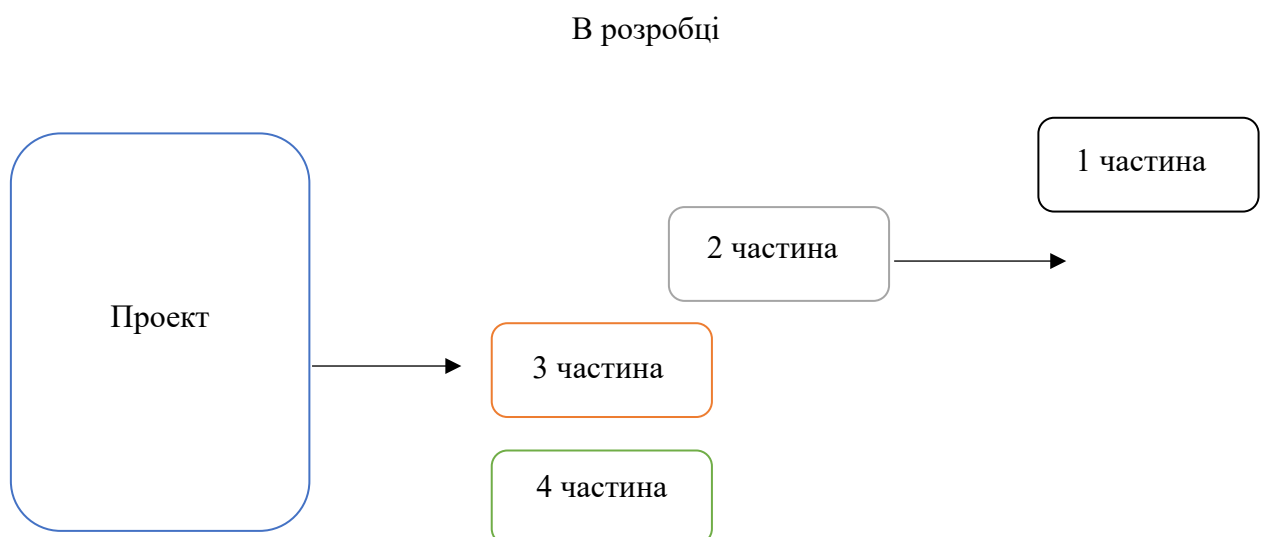 В розробці
1 частина
2 частина
Проект
3 частина
4 частина